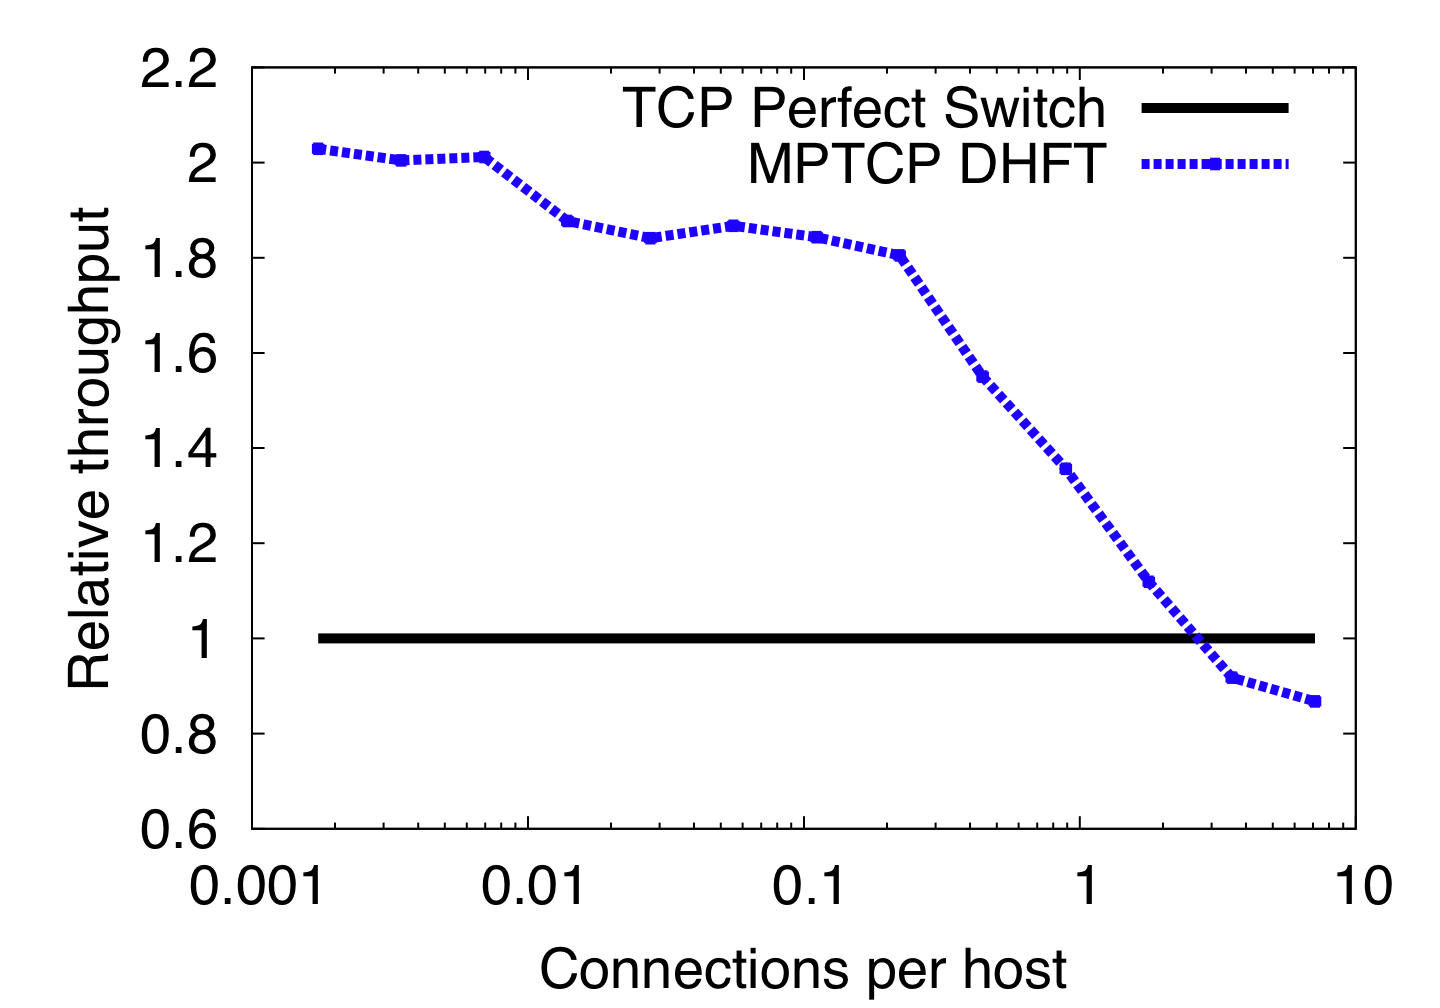 2.2
2
1.8
1.6
1.4
1.2
1
0.8
0.6
Relative throughput
TCP Perfect Switch
MPTCP DHFT
0.001 0.01 0.1 1 10
Connections per host